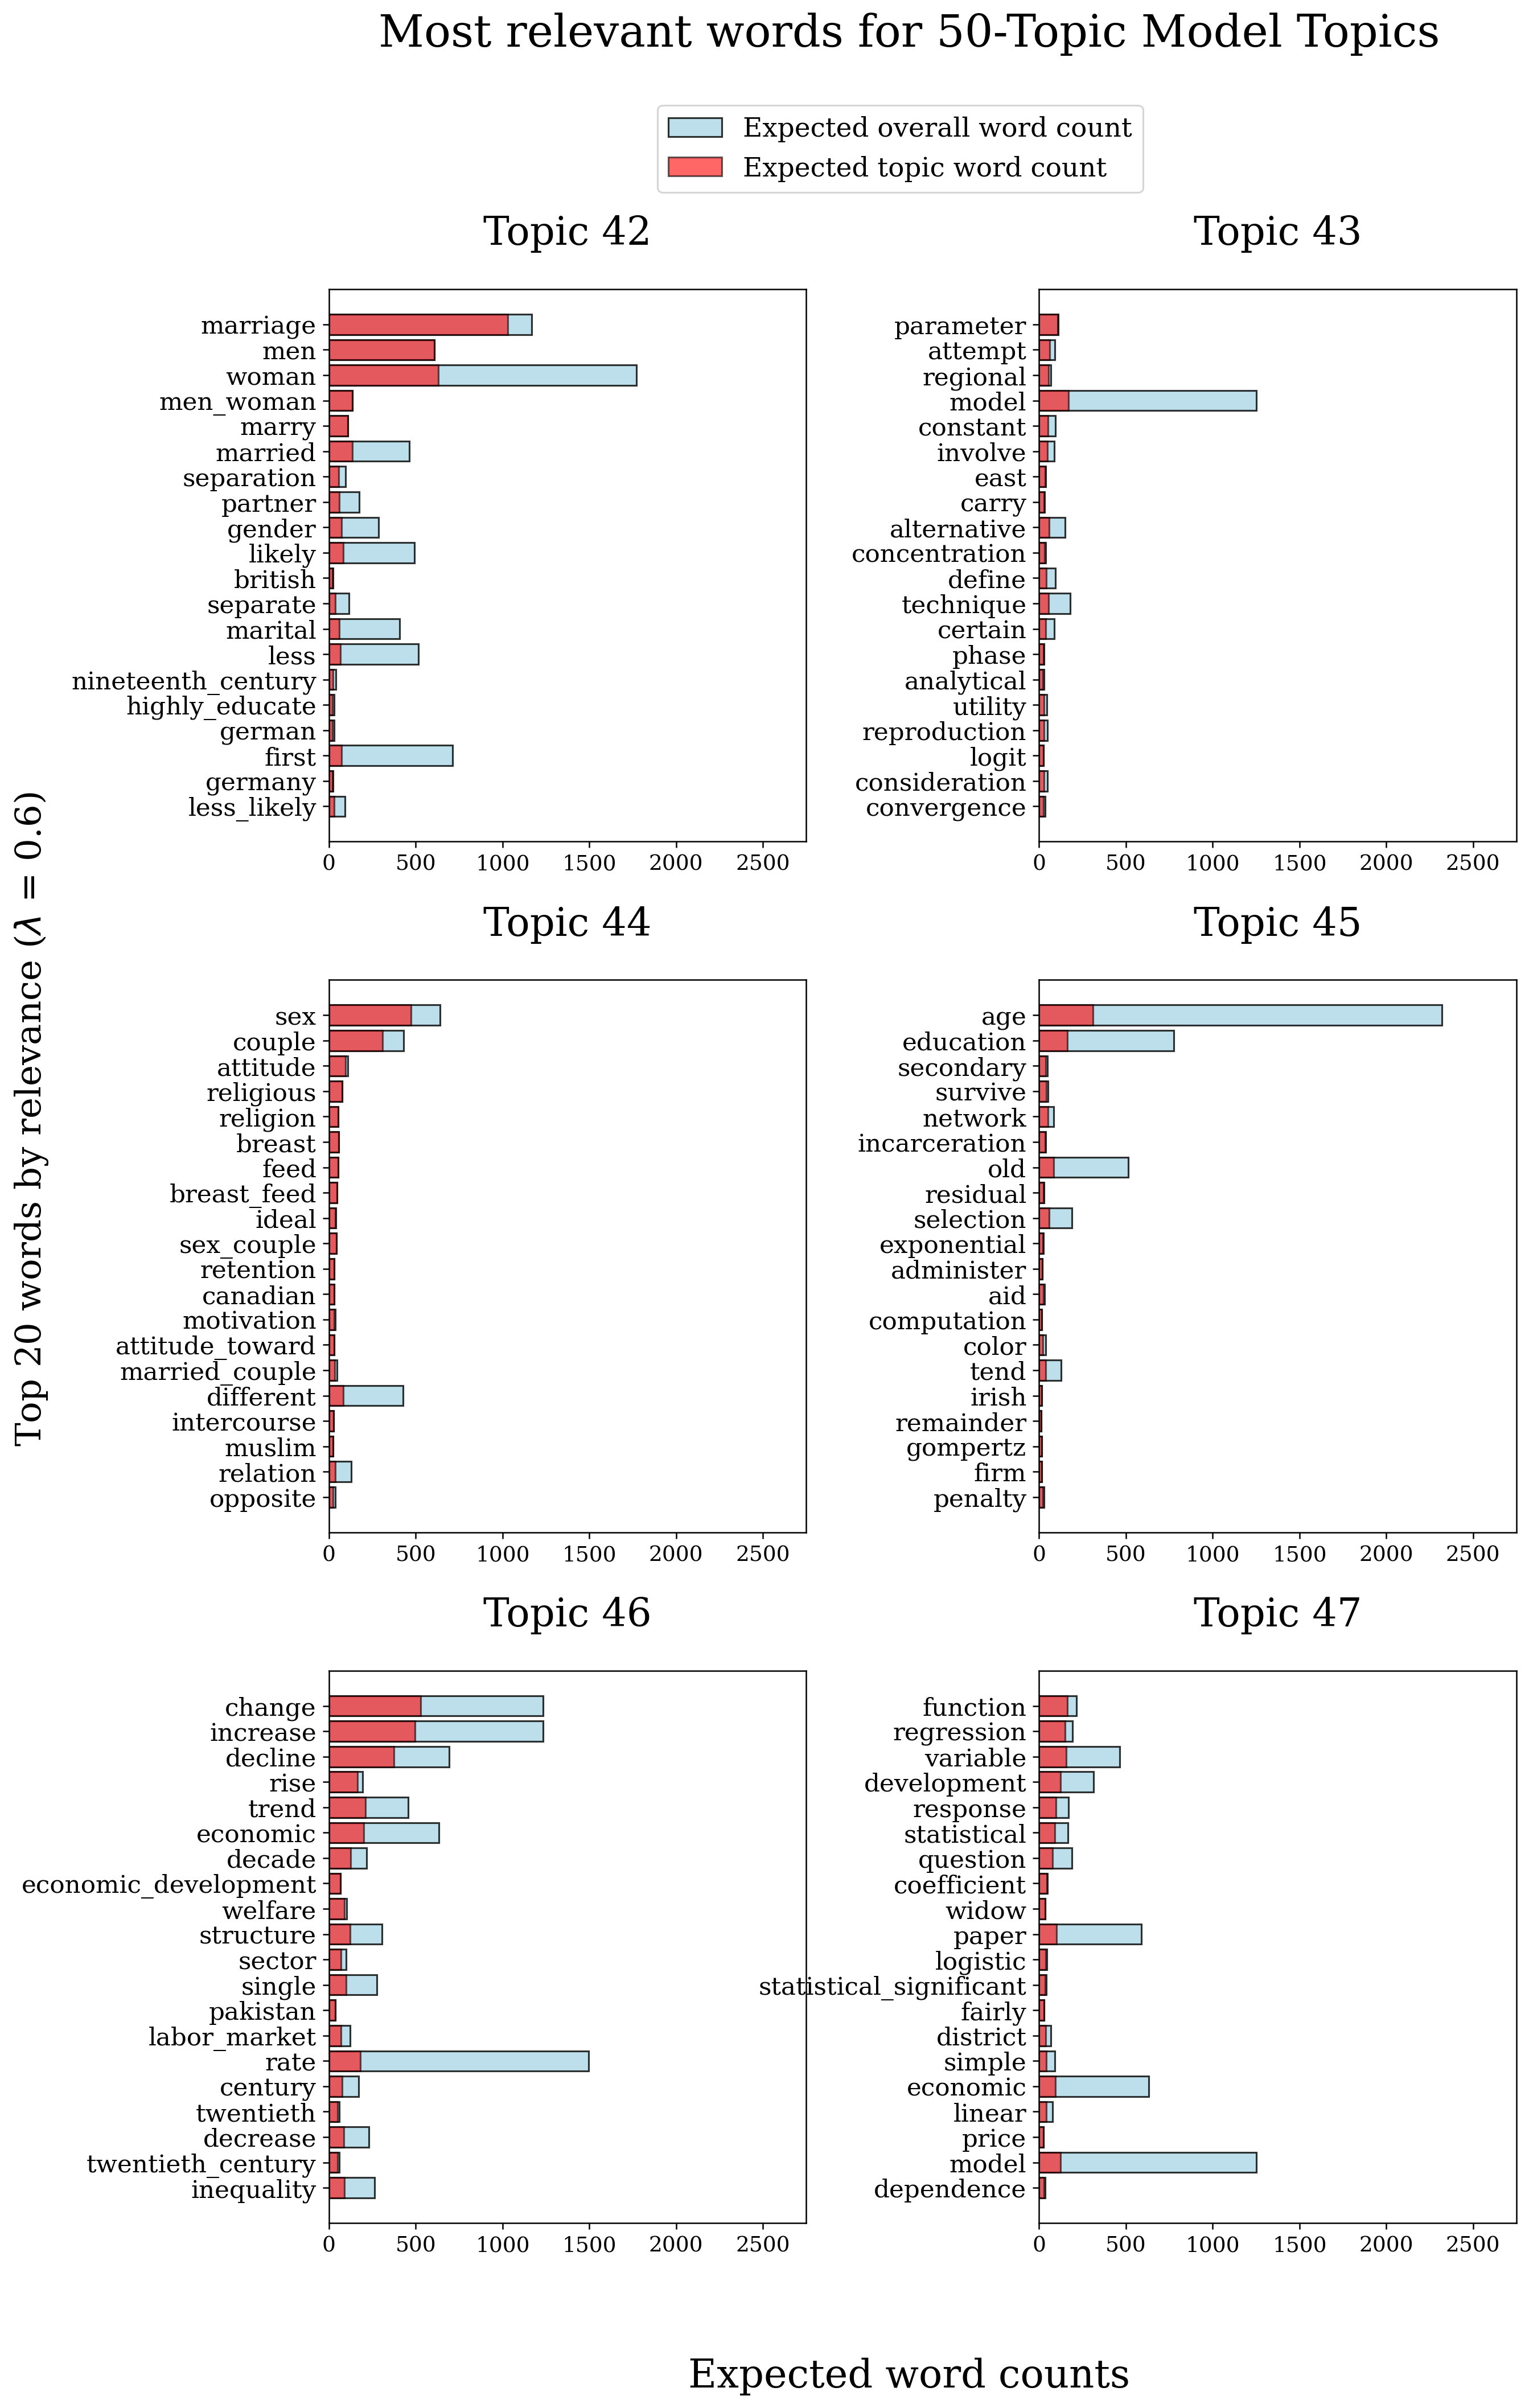 Most relevant words for 50-Topic Model Topics
Expected overall word count
Expected topic word count
Topic 42
marriage
men
woman
men_woman
marry
married
separation
partner
gender
likely
british
separate
marital
less
nineteenth_century
highly_educate
german
first
germany
less_likely
0 500 1000 1500 2000 2500
Topic 43
parameter
attempt
regional
model
constant
involve
east
carry
alternative
concentration
define
technique
certain
phase
analytical
utility
reproduction
logit
consideration
convergence
0 500 1000 1500 2000 2500
Topic 44
sex
couple
attitude
religious
religion
breast
feed
breast_feed
ideal
sex_couple
retention
canadian
motivation
attitude_toward
married_couple
different
intercourse
muslim
relation
opposite
0 500 1000 1500 2000 2500
Topic 45
age
education
secondary
survive
network
incarceration
old
residual
selection
exponential
administer
aid
computation
color
tend
irish
remainder
gompertz
firm
penalty
0 500 1000 1500 2000 2500
Topic 46
change
increase
decline
rise
trend
economic
decade
economic_development
welfare
structure
sector
single
pakistan
labor_market
rate
century
twentieth
decrease
twentieth_century
inequality
0 500 1000 1500 2000 2500
Topic 47
function
regression
variable
development
response
statistical
question
coefficient
widow
paper
logistic
statistical_significant
fairly
district
simple
economic
linear
price
model
dependence
0 500 1000 1500 2000 2500
Top 20 words by relevance (λ = 0.6)
Expected word counts